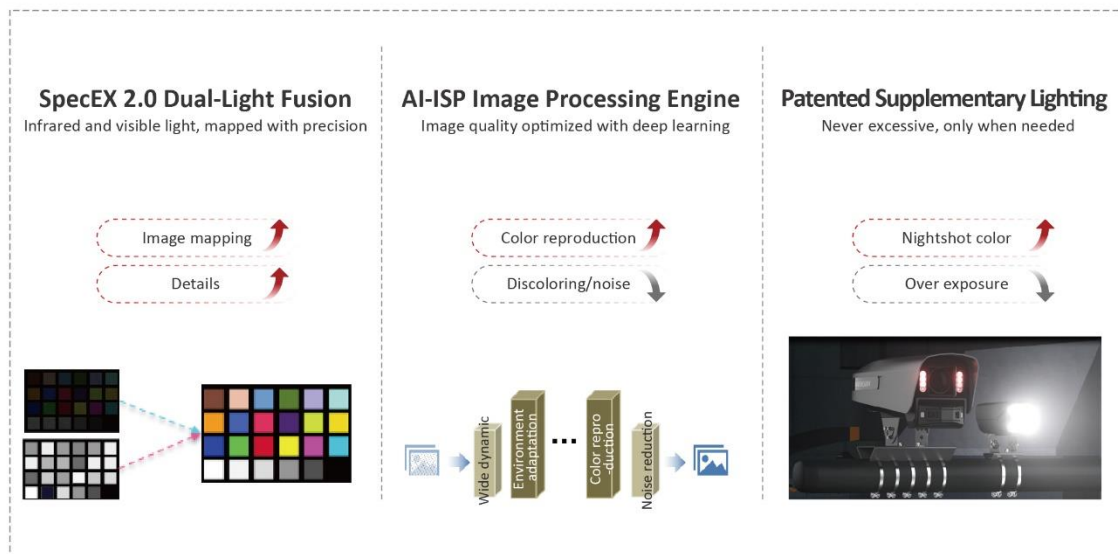 SpecEX 2.0 Dual-Light Fusion
Infrared and visible light, mapped with precision
Image mapping
Details
AI-ISP Image Processing Engine
Image quality optimized with deep learning
Color reproduction
Discoloring/noise
Wide dynamic
Environment
adaptation
...
Color repro
-duction
Noise reduction
Patented Supplementary Lighting
Never excessive, only when needed
Nightshot color
Over exposure